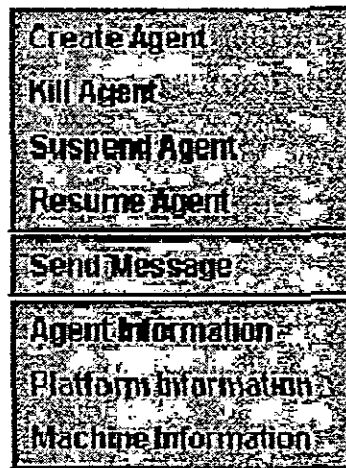 Create Agent
Kill Agent
Suspend Agent
Resume Agent
Send Message
Agent Information
Platform Information
Machine Information